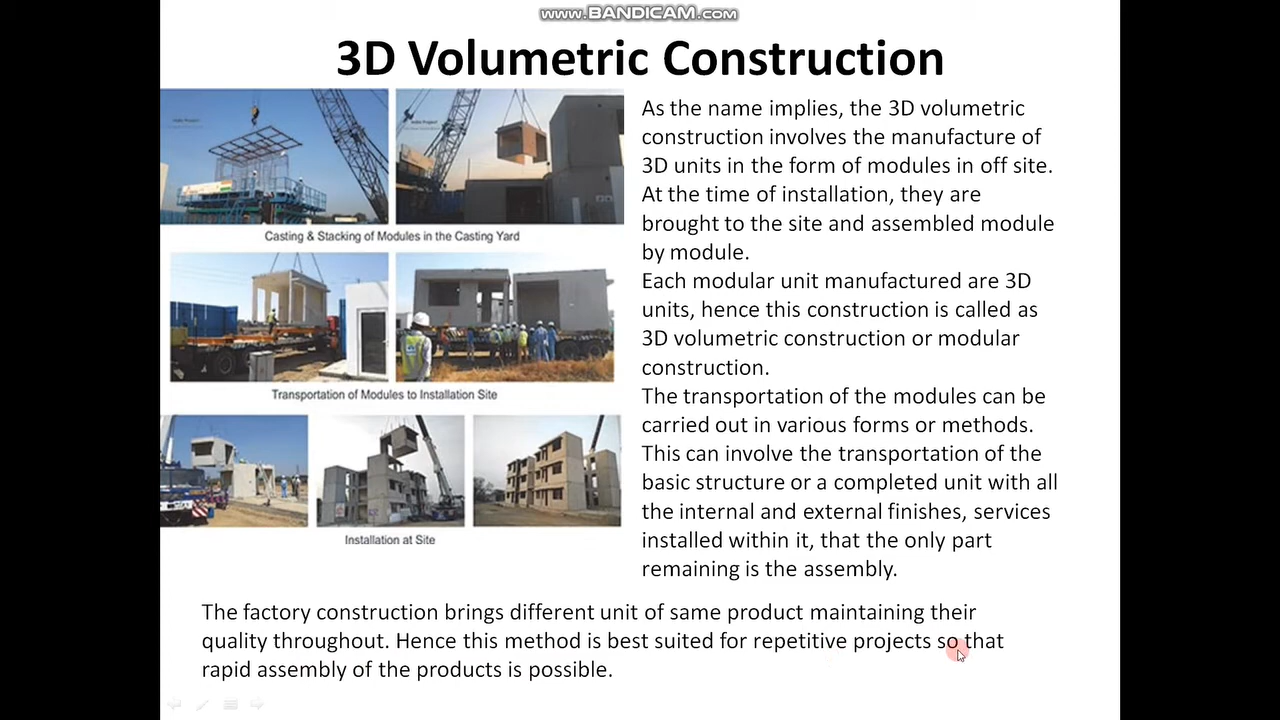 www.BANDICAM.com
3D Volumetric Construction
Casting & Stacking of Modules in the Casting Yard
Transportation of Modules to Installation Site
Installation at Site
As the name implies, the 3D volumetric
construction involves the manufacture of
3D units in the form of modules in off site.
At the time of installation, they are
brought to the site and assembled module
by module.
Each modular unit manufactured are 3D
units, hence this construction is called as
3D volumetric construction or modular
construction.
The transportation of the modules can be
carried out in various forms or methods.
This can involve the transportation of the
basic structure or a completed unit with all
the internal and external finishes, services
installed within it, that the only part
remaining is the assembly.
The factory construction brings different unit of same product maintaining their
quality throughout. Hence this method is best suited for repetitive projects so that
rapid assembly of the products is possible.